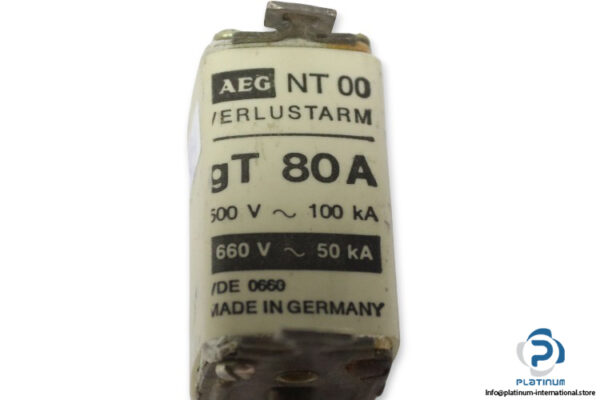 AEG NT 00
VERLUSTARM
gT 80 A
500 V ~ 100 kA
660 V ~ 50 kA
VDE 0660
MADE IN GERMANY
PLATINUM
Info@platinum-international.store